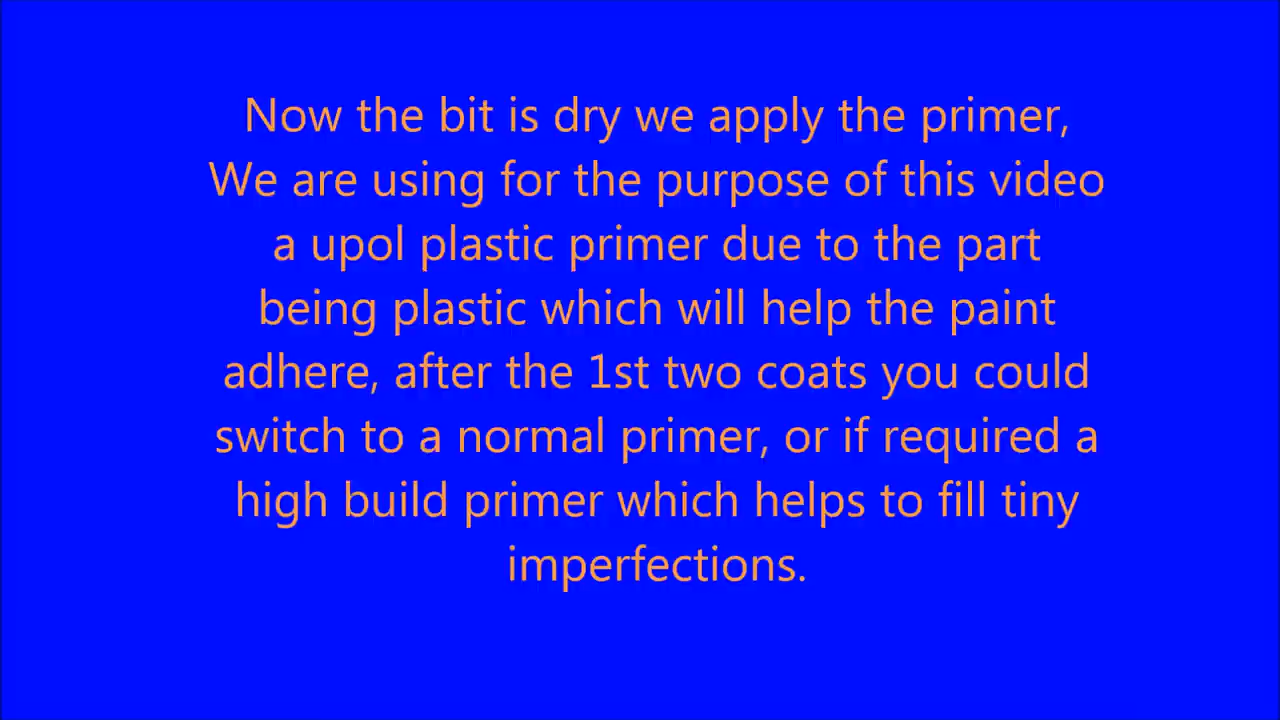 Now the bit is dry we apply the primer,
We are using for the purpose of this video
a upol plastic primer due to the part
being plastic which will help the paint
adhere, after the 1st two coats you could
switch to a normal primer, or if required a
high build primer which helps to fill tiny
imperfections.